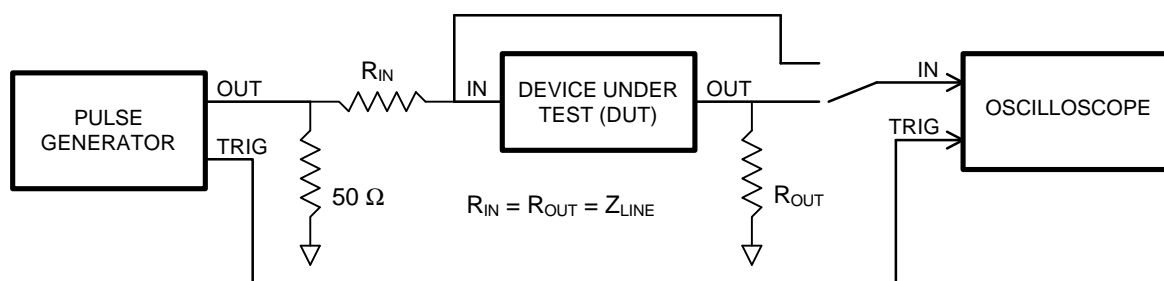 R_IN
PULSE
GENERATOR
OUT
TRIG
50 Ω
IN
DEVICE UNDER
TEST (DUT)
OUT
R_IN = R_OUT = Z_LINE
R_OUT
IN
TRIG
OSCILLOSCOPE